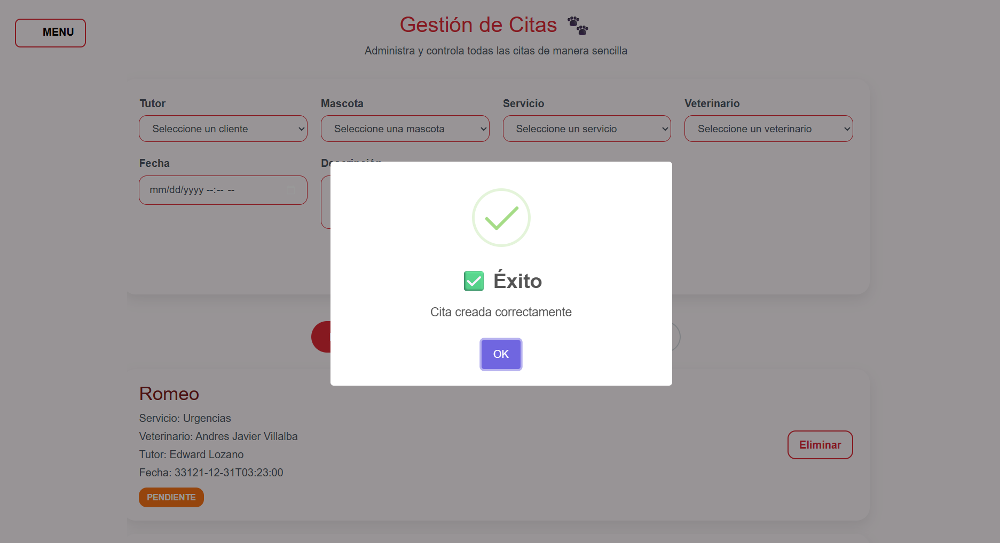 MENU
Gestión de Citas
Administra y controla todas las citas de manera sencilla
Tutor
Mascota
Servicio
Veterinario
Seleccione un cliente
Seleccione una mascota
Seleccione un servicio
Seleccione un veterinario
Fecha
Descripción
mm/dd/yyyy --:-- --
Éxito
Cita creada correctamente
OK
Romeo
Servicio: Urgencias
Veterinario: Andres Javier Villalba
Tutor: Edward Lozano
Fecha: 33121-12-31T03:23:00
PENDIENTE
Eliminar